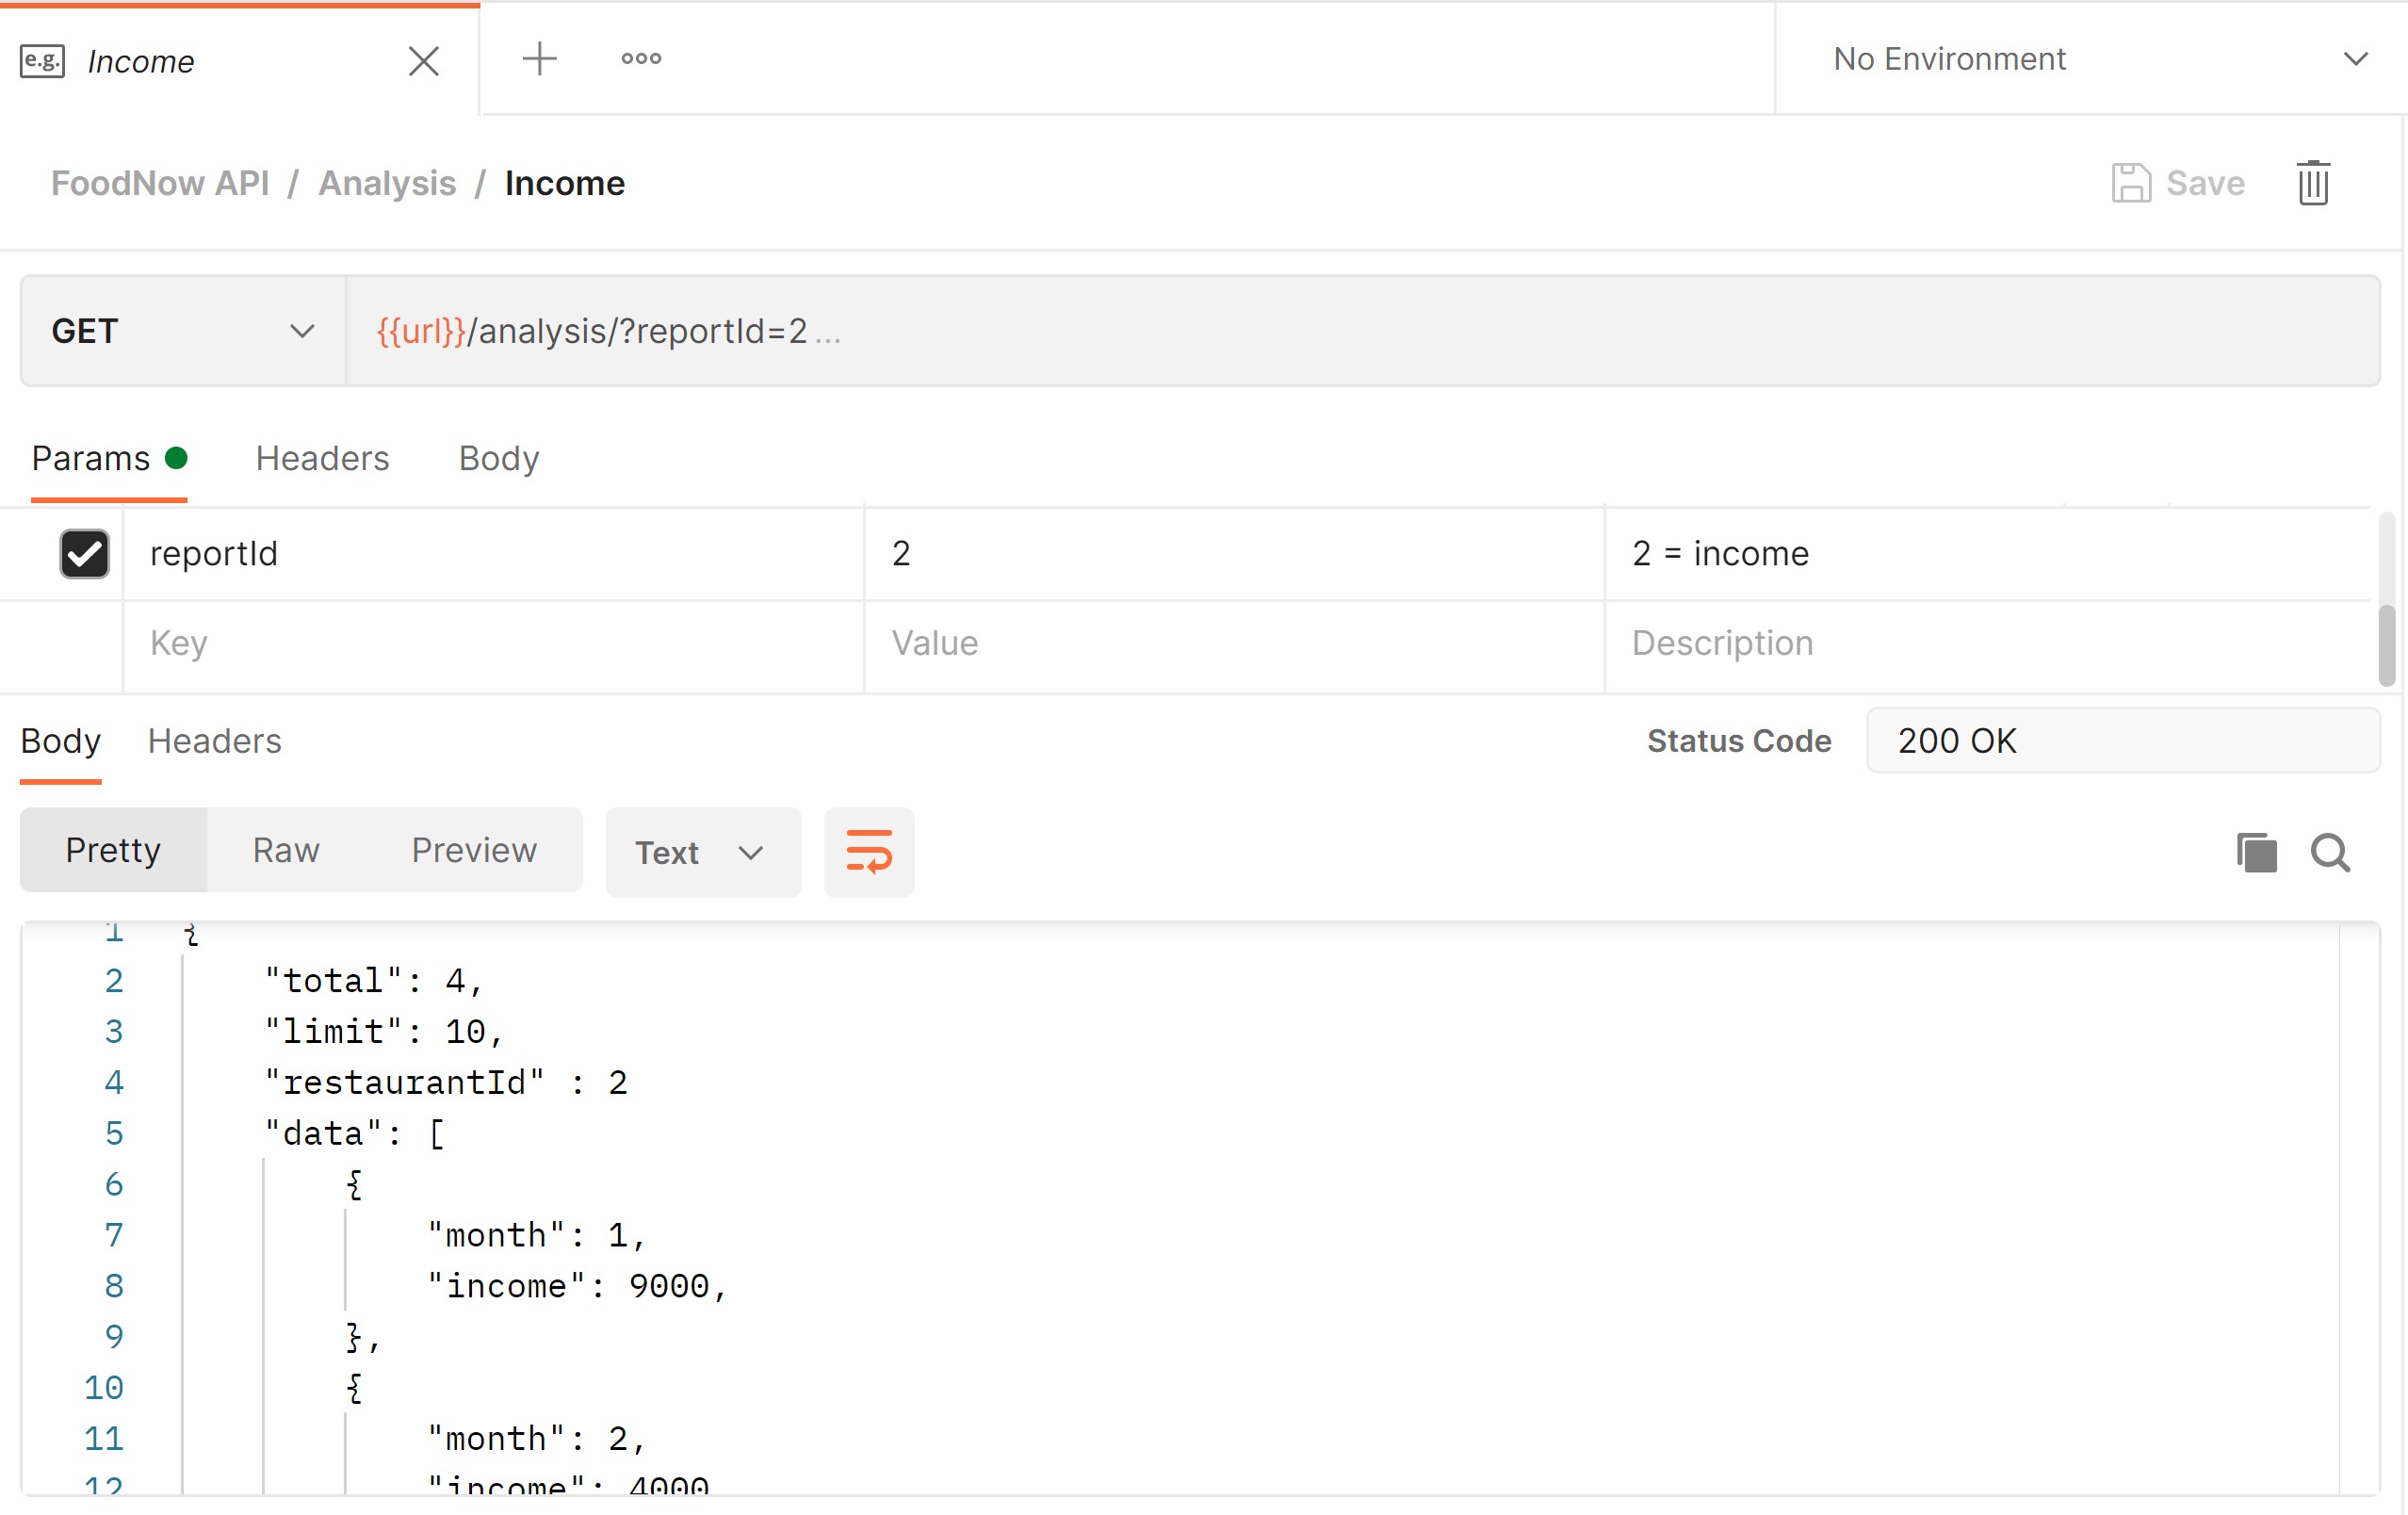 e.g. Income
No Environment
FoodNow API / Analysis / Income
Save
GET
{{url}}/analysis/?reportId=2 ...
Params Headers Body
reportId 2 2 = income
Key Value Description
Body Headers Status Code 200 OK
Pretty Raw Preview Text
1 {
2 "total": 4,
3 "limit": 10,
4 "restaurantId" : 2
5 "data": [
6 {
7 "month": 1,
8 "income": 9000,
9 },
10 {
11 "month": 2,
12 "income": 4000